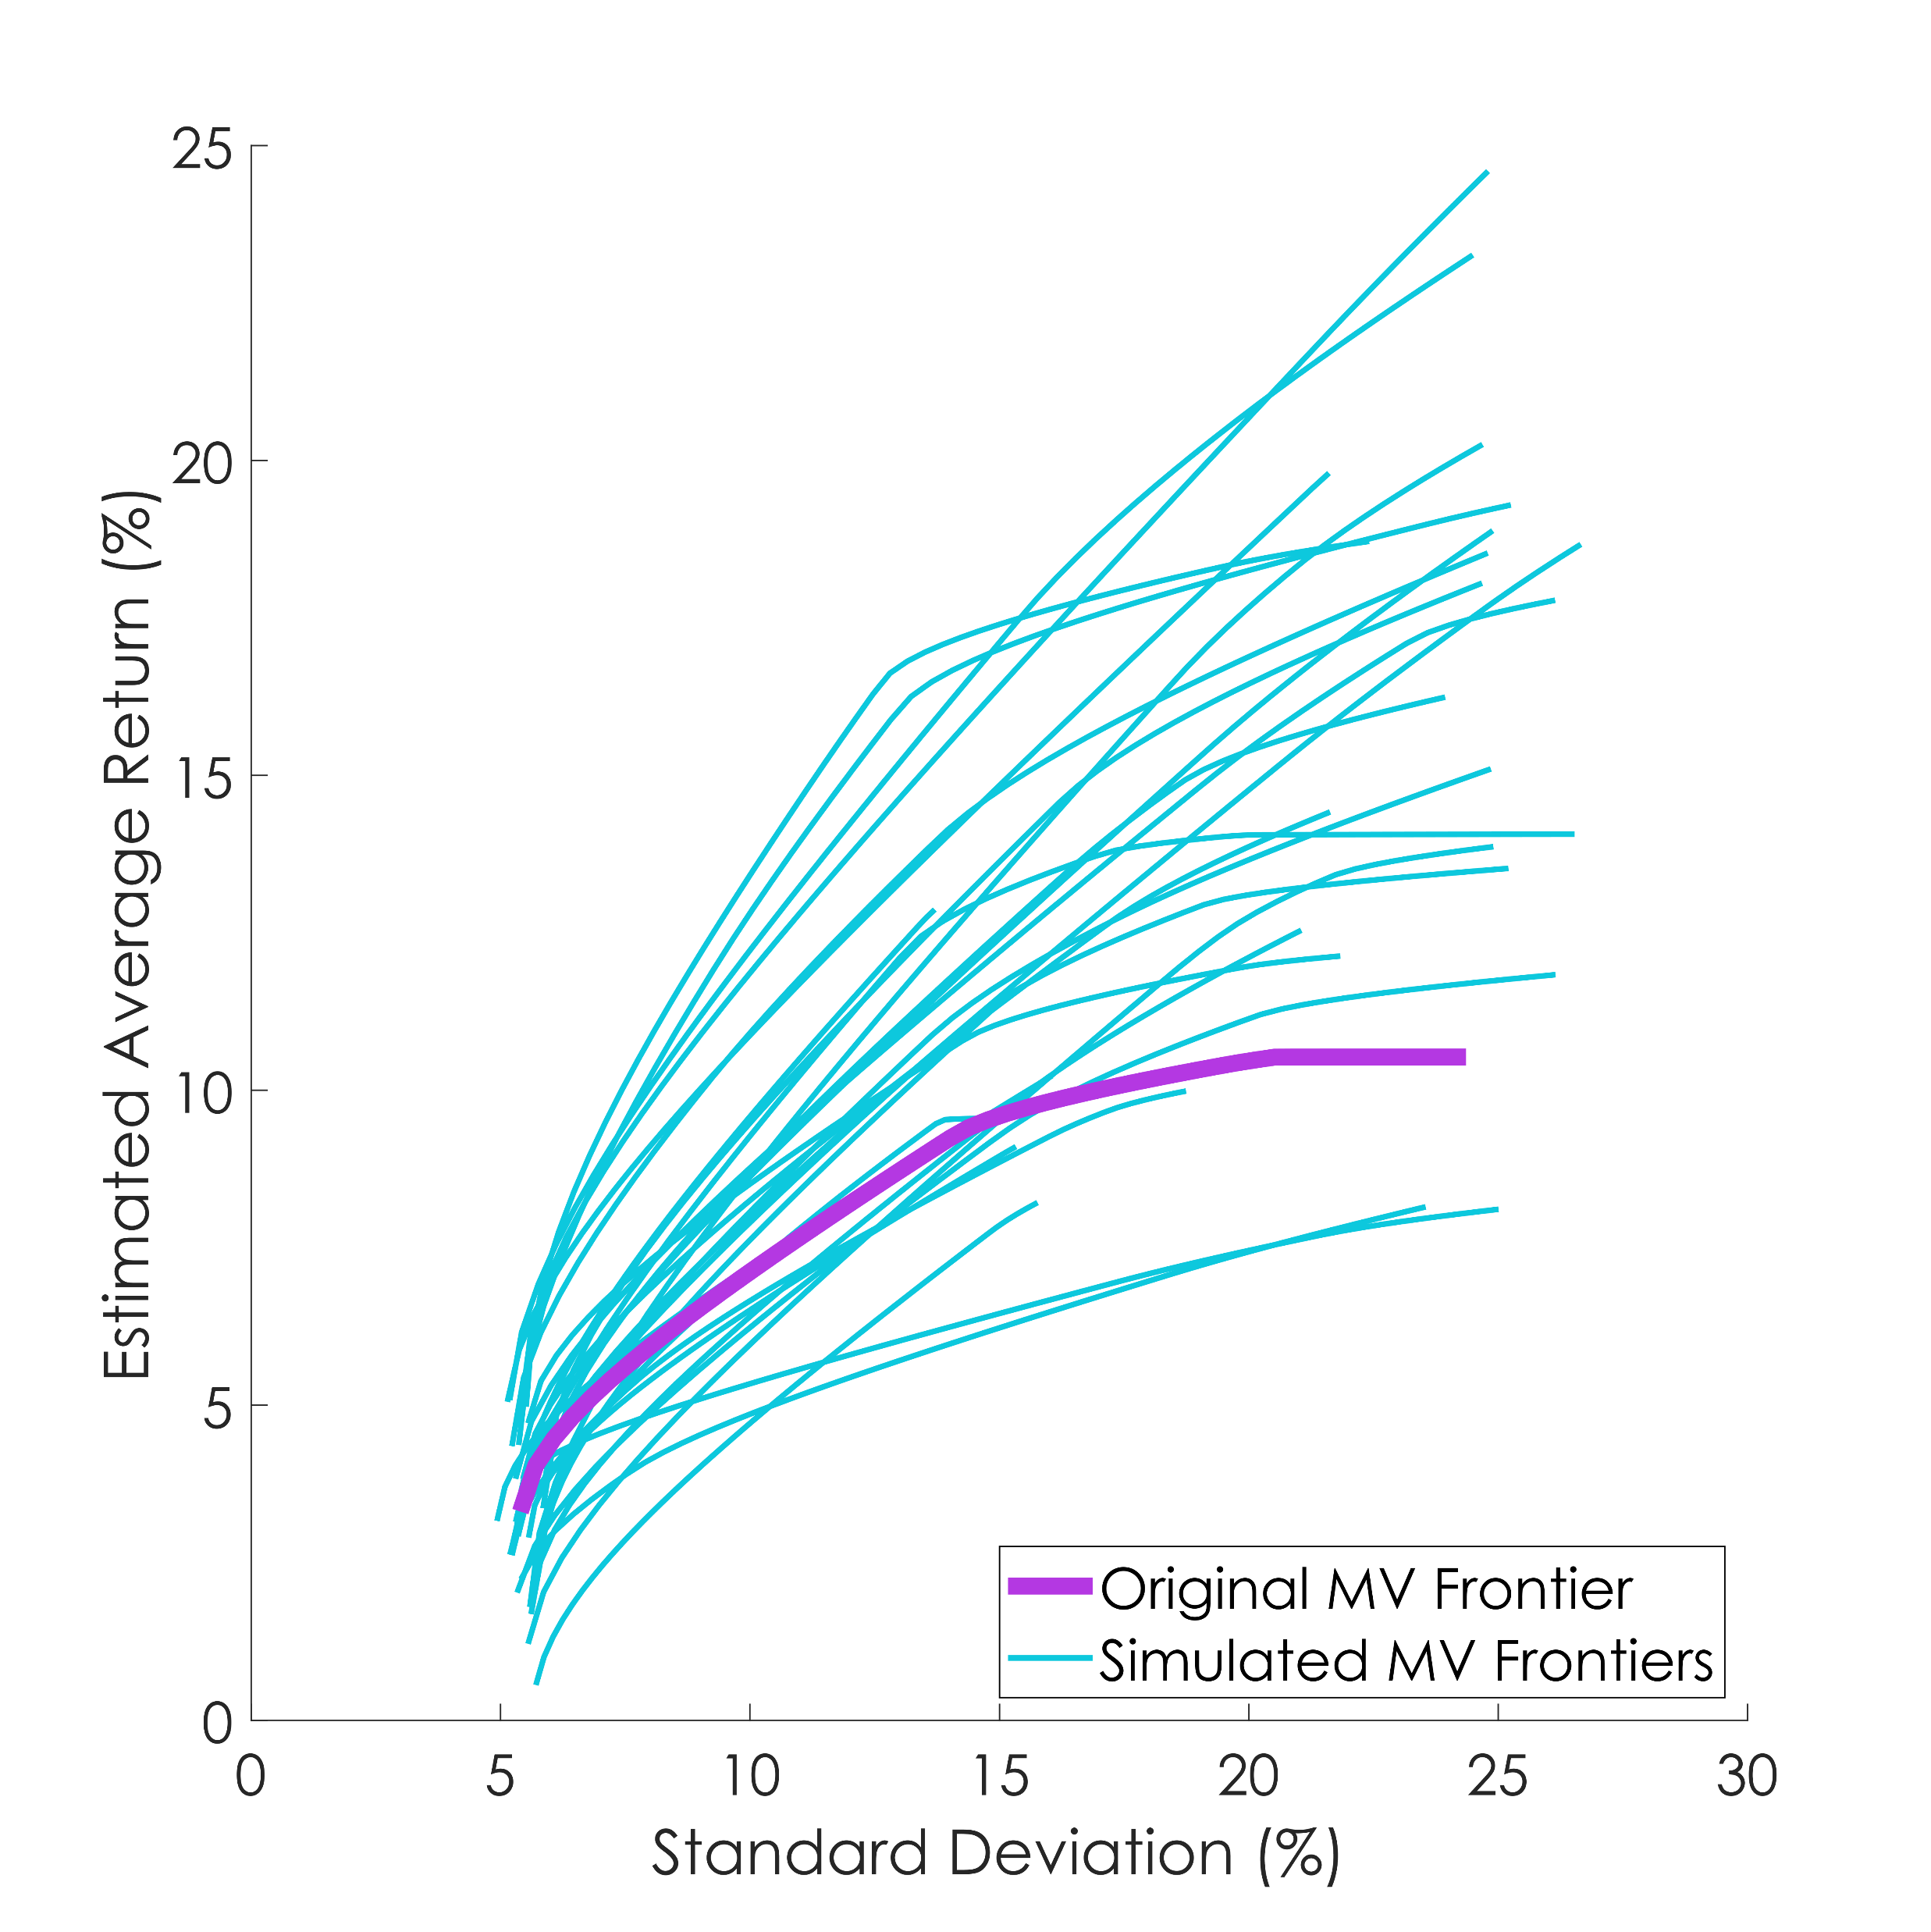 25
20
15
10
5
0
Estimated Average Return (%)
0 5 10 15 20 25 30
Standard Deviation (%)
Original MV Frontier
Simulated MV Frontiers